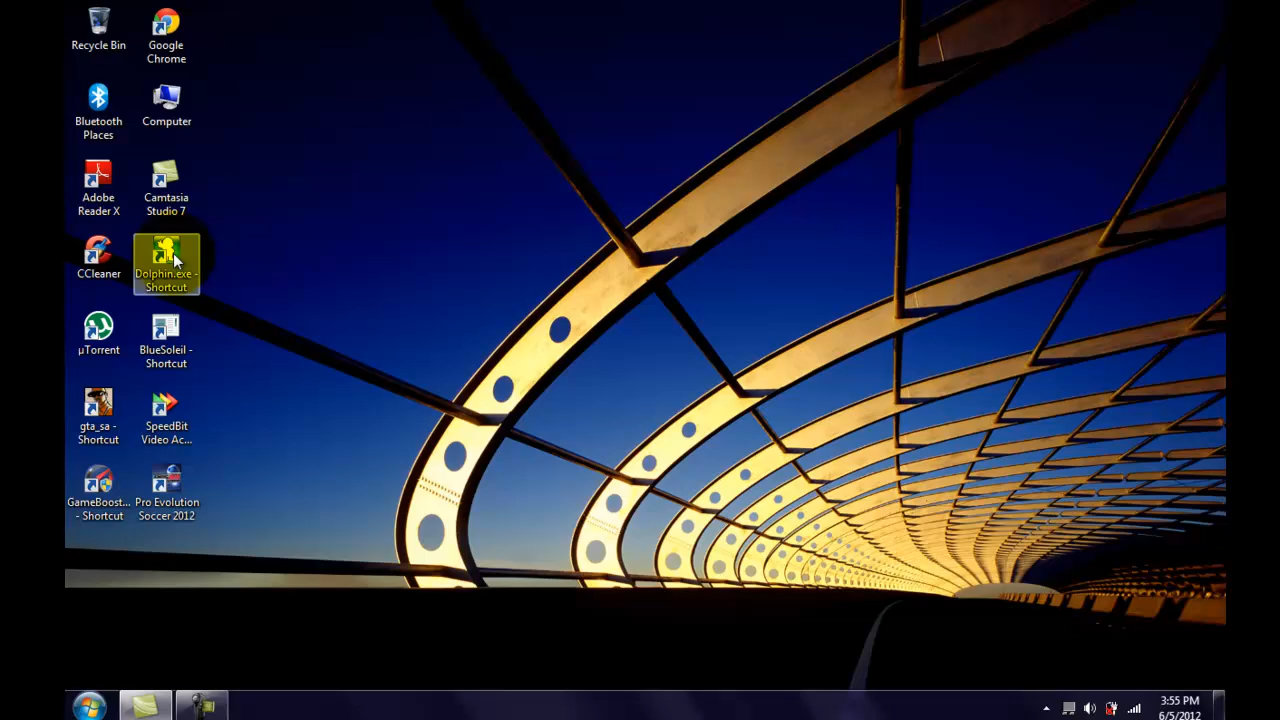 Recycle Bin
Google
Chrome
Bluetooth
Places
Computer
Adobe
Reader X
Camtasia
Studio 7
CCleaner
Dolphin.exe -
Shortcut
µTorrent
BlueSoleil -
Shortcut
gta_sa -
Shortcut
SpeedBit
Video Ac...
GameBoost...
- Shortcut
Pro Evolution
Soccer 2012
3:55 PM
6/5/2012